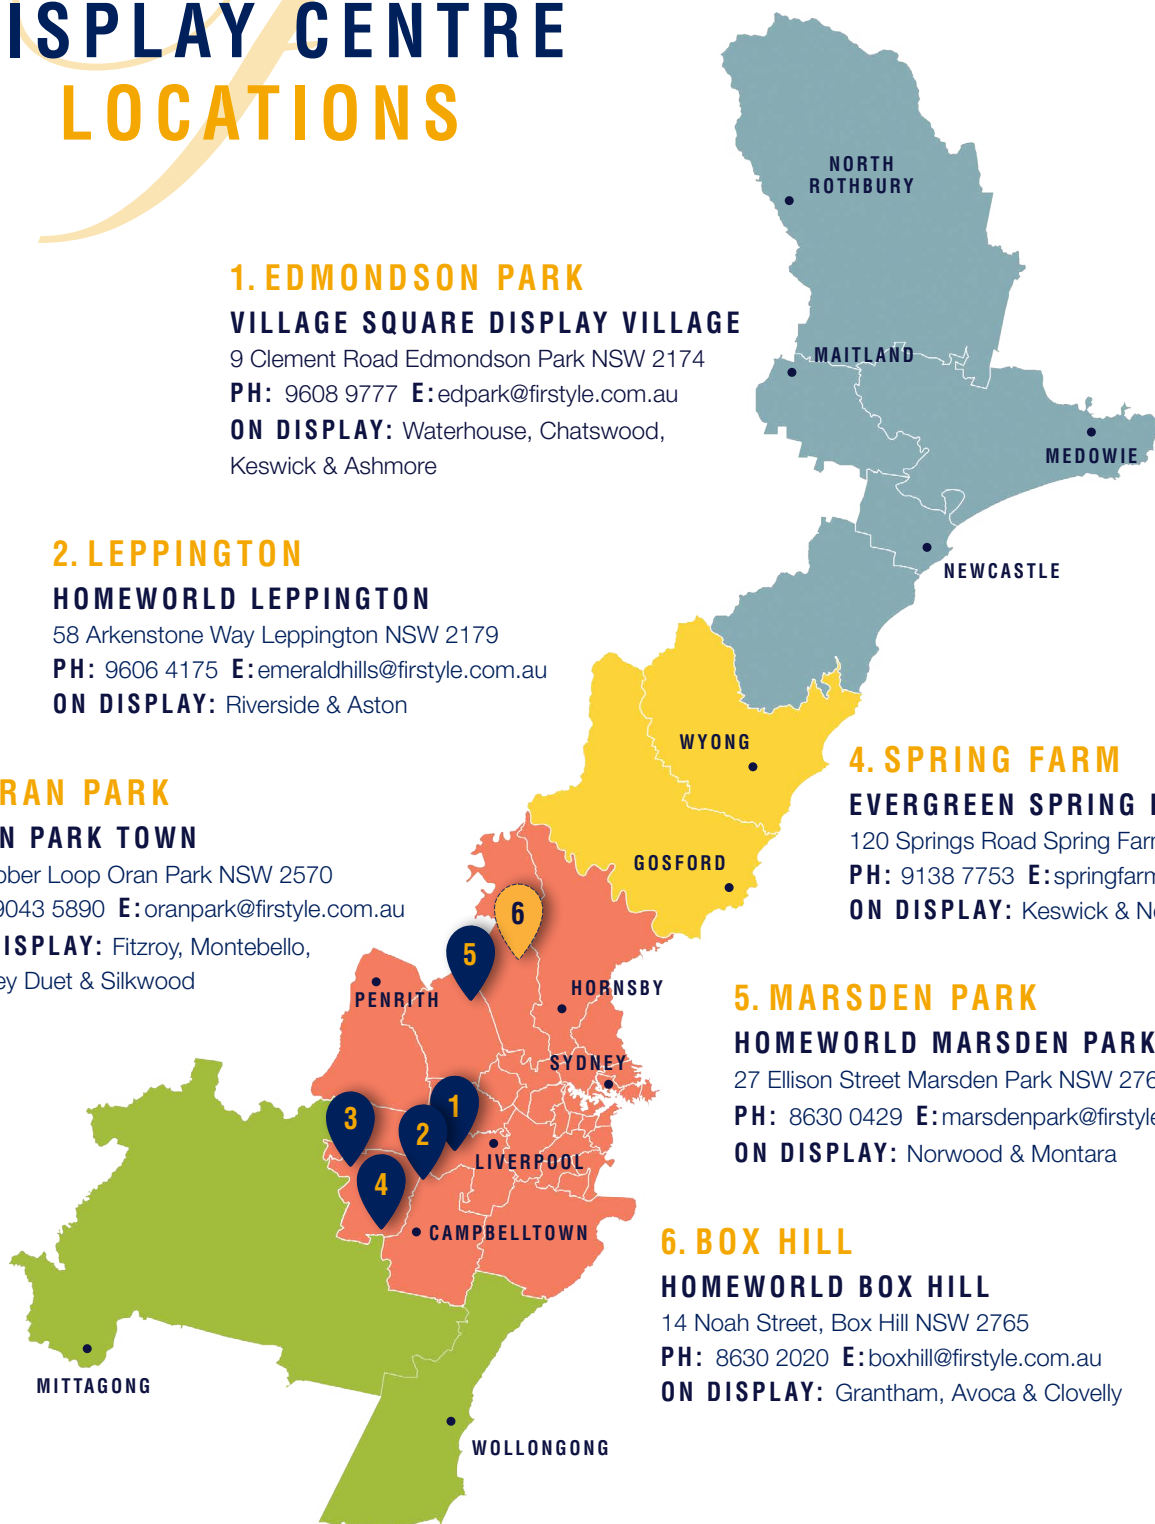 ISPLAY CENTRE
LOCATIONS
1. EDMONDSON PARK
VILLAGE SQUARE DISPLAY VILLAGE
9 Clement Road Edmondson Park NSW 2174
PH: 9608 9777 E: edpark@firstyle.com.au
ON DISPLAY: Waterhouse, Chatswood,
Keswick & Ashmore
2. LEPPINGTON
HOMEWORLD LEPPINGTON
58 Arkenstone Way Leppington NSW 2179
PH: 9606 4175 E: emeraldhills@firstyle.com.au
ON DISPLAY: Riverside & Aston
RAN PARK
N PARK TOWN
ber Loop Oran Park NSW 2570
9043 5890 E: oranpark@firstyle.com.au
ISPLAY: Fitzroy, Montebello,
ey Duet & Silkwood
4. SPRING FARM
EVERGREEN SPRING
120 Springs Road Spring Farm
PH: 9138 7753 E: springfarm
ON DISPLAY: Keswick & No
5. MARSDEN PARK
HOMEWORLD MARSDEN PARK
27 Ellison Street Marsden Park NSW 276
PH: 8630 0429 E: marsdenpark@firstyle
ON DISPLAY: Norwood & Montara
6. BOX HILL
HOMEWORLD BOX HILL
14 Noah Street, Box Hill NSW 2765
PH: 8630 2020 E: boxhill@firstyle.com.au
ON DISPLAY: Grantham, Avoca & Clovelly
NORTH
ROTHBURY
MAITLAND
MEDOWIE
NEWCASTLE
WYONG
GOSFORD
6
5
HORNSBY
PENRITH
SYDNEY
1
3
2
LIVERPOOL
4
CAMPBELLTOWN
MITTAGONG
WOLLONGONG